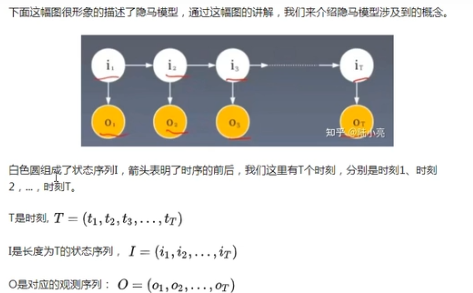 下面这幅图很形象的描述了隐马模型，通过这幅图的讲解，我们来介绍隐马模型涉及到的概念。
i₁ i₂ i₃ i_T
o₁ o₂ o₃ o_T
知乎 @陆小亮
白色圆组成了状态序列I，箭头表明了时序的前后，我们这里有T个时刻，分别是时刻1、时刻
2，...，时刻T。
T是时刻, T = (t₁, t₂, t₃, . . . , t_T)
I是长度为T的状态序列， I = (i₁, i₂, . . . , i_T)
O是对应的观测序列： O = (o₁, o₂, . . . , o_T)